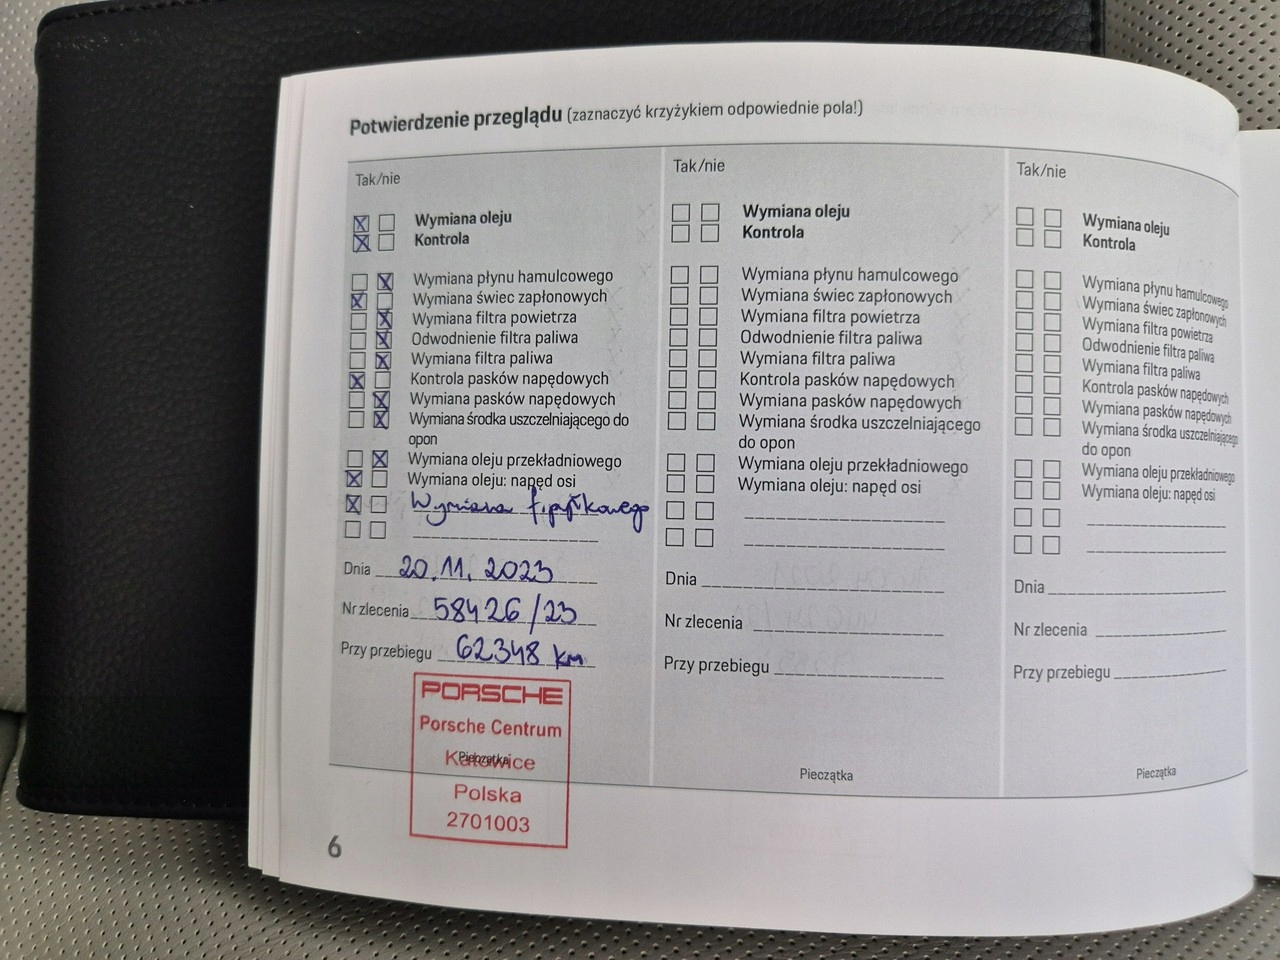 Potwierdzenie przeglądu (zaznaczyć krzyżykiem odpowiednie pola!)
Tak/nie
Wymiana oleju
Kontrola
Wymiana płynu hamulcowego
Wymiana świec zapłonowych
Wymiana filtra powietrza
Odwodnienie filtra paliwa
Wymiana filtra paliwa
Kontrola pasków napędowych
Wymiana pasków napędowych
Wymiana środka uszczelniającego do
opon
Wymiana oleju przekładniowego
Wymiana oleju: napęd osi
Wymiana
Dnia 20.11.2023
Nr zlecenia 58426/23
Przy przebiegu 62348 km
PORSCHE
Porsche Centrum
Katowice
Pieczątka
Polska
2701003
Tak/nie
Wymiana oleju
Kontrola
Wymiana płynu hamulcowego
Wymiana świec zapłonowych
Wymiana filtra powietrza
Odwodnienie filtra paliwa
Wymiana filtra paliwa
Kontrola pasków napędowych
Wymiana pasków napędowych
Wymiana środka uszczelniającego
do opon
Wymiana oleju przekładniowego
Wymiana oleju: napęd osi
Dnia
Nr zlecenia
Przy przebiegu
Pieczątka
Tak/nie
Wymiana oleju
Kontrola
Wymiana płynu hamulcowego
Wymiana świec zapłonowych
Wymiana filtra powietrza
Odwodnienie filtra paliwa
Wymiana filtra paliwa
Kontrola pasków napędowych
Wymiana pasków napędowych
Wymiana środka uszczelniającego
do opon
Wymiana oleju przekładniowego
Wymiana oleju: napęd osi
Dnia
Nr zlecenia
Przy przebiegu
Pieczątka
6